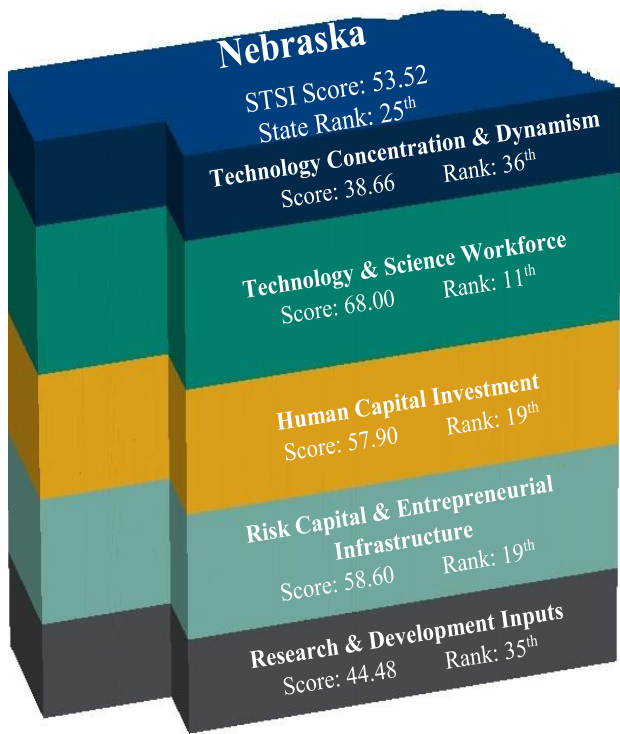 Nebraska
STSI Score: 53.52
State Rank: 25th
Technology Concentration & Dynamism
Score: 38.66 Rank: 36th
Technology & Science Workforce
Score: 68.00 Rank: 11th
Human Capital Investment
Score: 57.90 Rank: 19th
Risk Capital & Entrepreneurial
Infrastructure
Score: 58.60 Rank: 19th
Research & Development Inputs
Score: 44.48 Rank: 35th